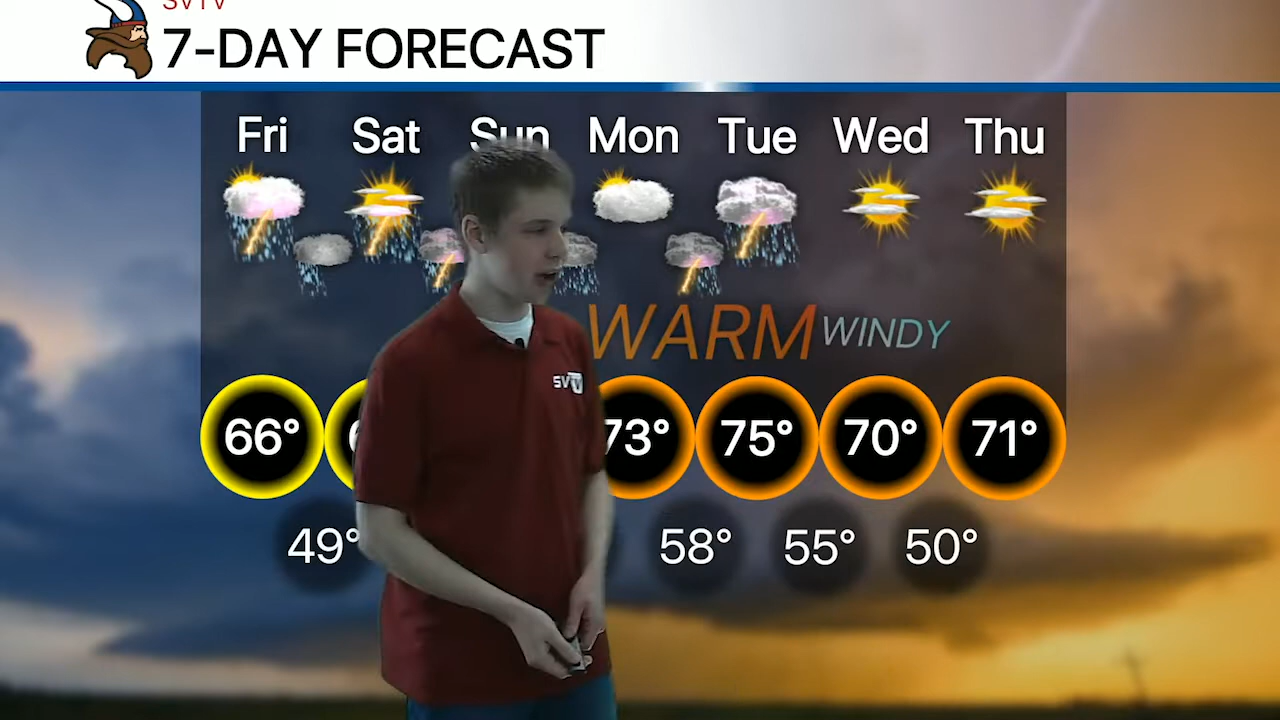 SVTV
7-DAY FORECAST
Fri Sat Sun Mon Tue Wed Thu
WARM WINDY
66° 73° 75° 70° 71°
SVTV
49° 58° 55° 50°